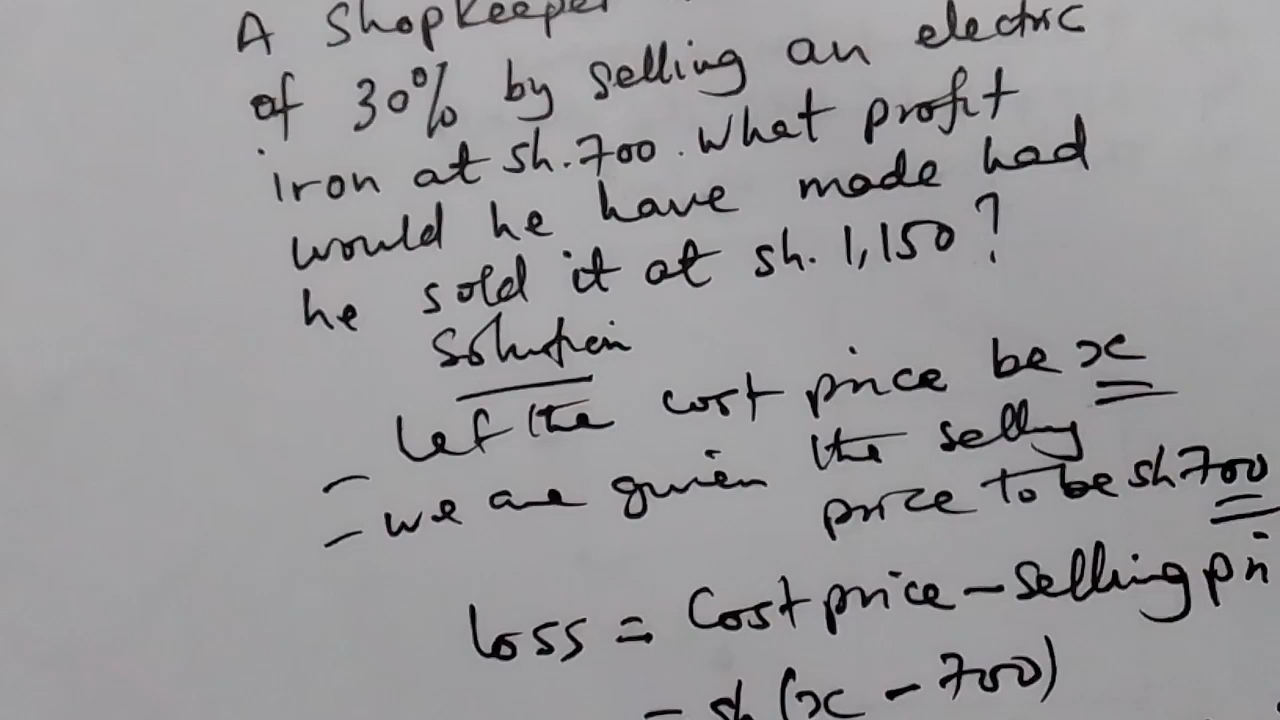 A Shopkeeper
of 30% by selling an electric
iron at sh.700. What profit
would he have made had
he sold it at sh. 1,150?
Solution
- Let the cost price be x
- we are given the selling
price to be sh 700
loss = Cost price - Selling pri
= sh (x - 700)